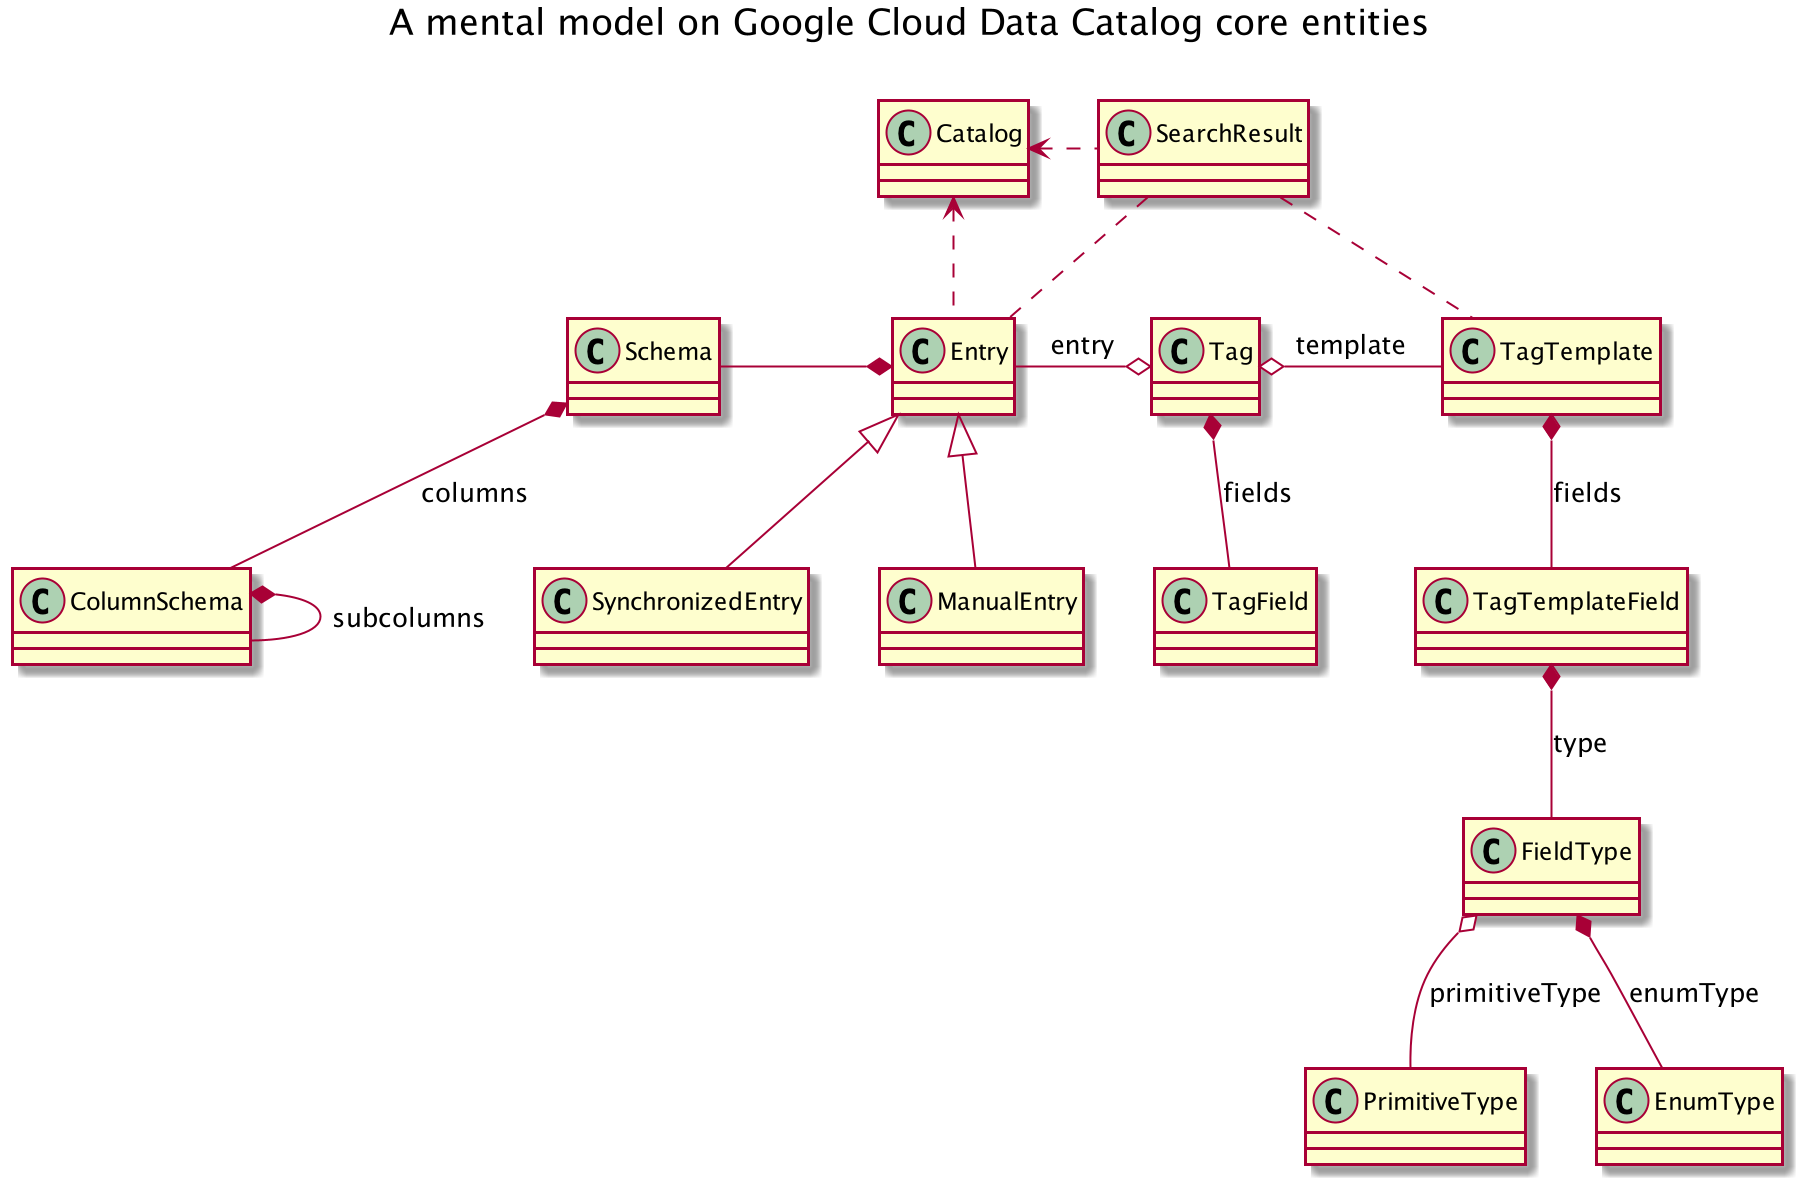 A mental model on Google Cloud Data Catalog core entities
C Catalog
C SearchResult
C Schema
C Entry
entry
C Tag
template
C TagTemplate
columns
fields
fields
C ColumnSchema
subcolumns
C SynchronizedEntry
C ManualEntry
C TagField
C TagTemplateField
type
C FieldType
primitiveType
enumType
C PrimitiveType
C EnumType